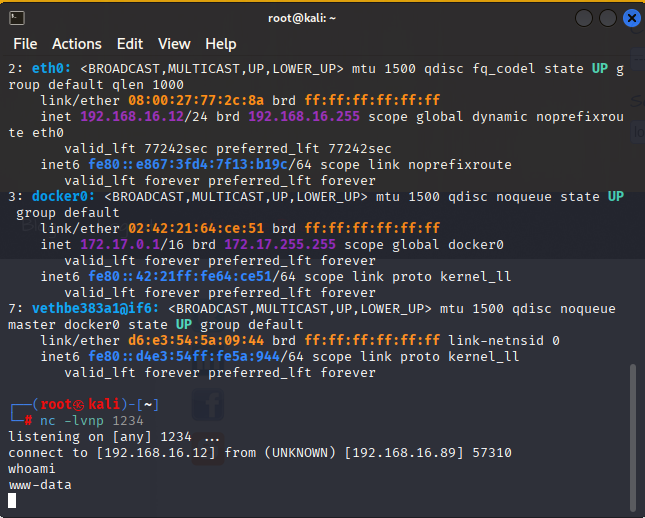 root@kali: ~
File Actions Edit View Help
2: eth0: <BROADCAST,MULTICAST,UP,LOWER_UP> mtu 1500 qdisc fq_codel state UP g
roup default qlen 1000
link/ether 08:00:27:77:2c:8a brd ff:ff:ff:ff:ff:ff
inet 192.168.16.12/24 brd 192.168.16.255 scope global dynamic noprefixrou
te eth0
valid_lft 77242sec preferred_lft 77242sec
inet6 fe80::e867:3fd4:7f13:b19c/64 scope link noprefixroute
valid_lft forever preferred_lft forever
3: docker0: <BROADCAST,MULTICAST,UP,LOWER_UP> mtu 1500 qdisc noqueue state UP
group default
link/ether 02:42:21:64:ce:51 brd ff:ff:ff:ff:ff:ff
inet 172.17.0.1/16 brd 172.17.255.255 scope global docker0
valid_lft forever preferred_lft forever
inet6 fe80::42:21ff:fe64:ce51/64 scope link proto kernel_ll
valid_lft forever preferred_lft forever
7: vethbe383a1@if6: <BROADCAST,MULTICAST,UP,LOWER_UP> mtu 1500 qdisc noqueue
master docker0 state UP group default
link/ether d6:e3:54:5a:09:44 brd ff:ff:ff:ff:ff:ff link-netnsid 0
inet6 fe80::d4e3:54ff:fe5a:944/64 scope link proto kernel_ll
valid_lft forever preferred_lft forever
┌──(root㉿kali)-[~]
└─# nc -lvnp 1234
listening on [any] 1234 ...
connect to [192.168.16.12] from (UNKNOWN) [192.168.16.89] 57310
whoami
www-data